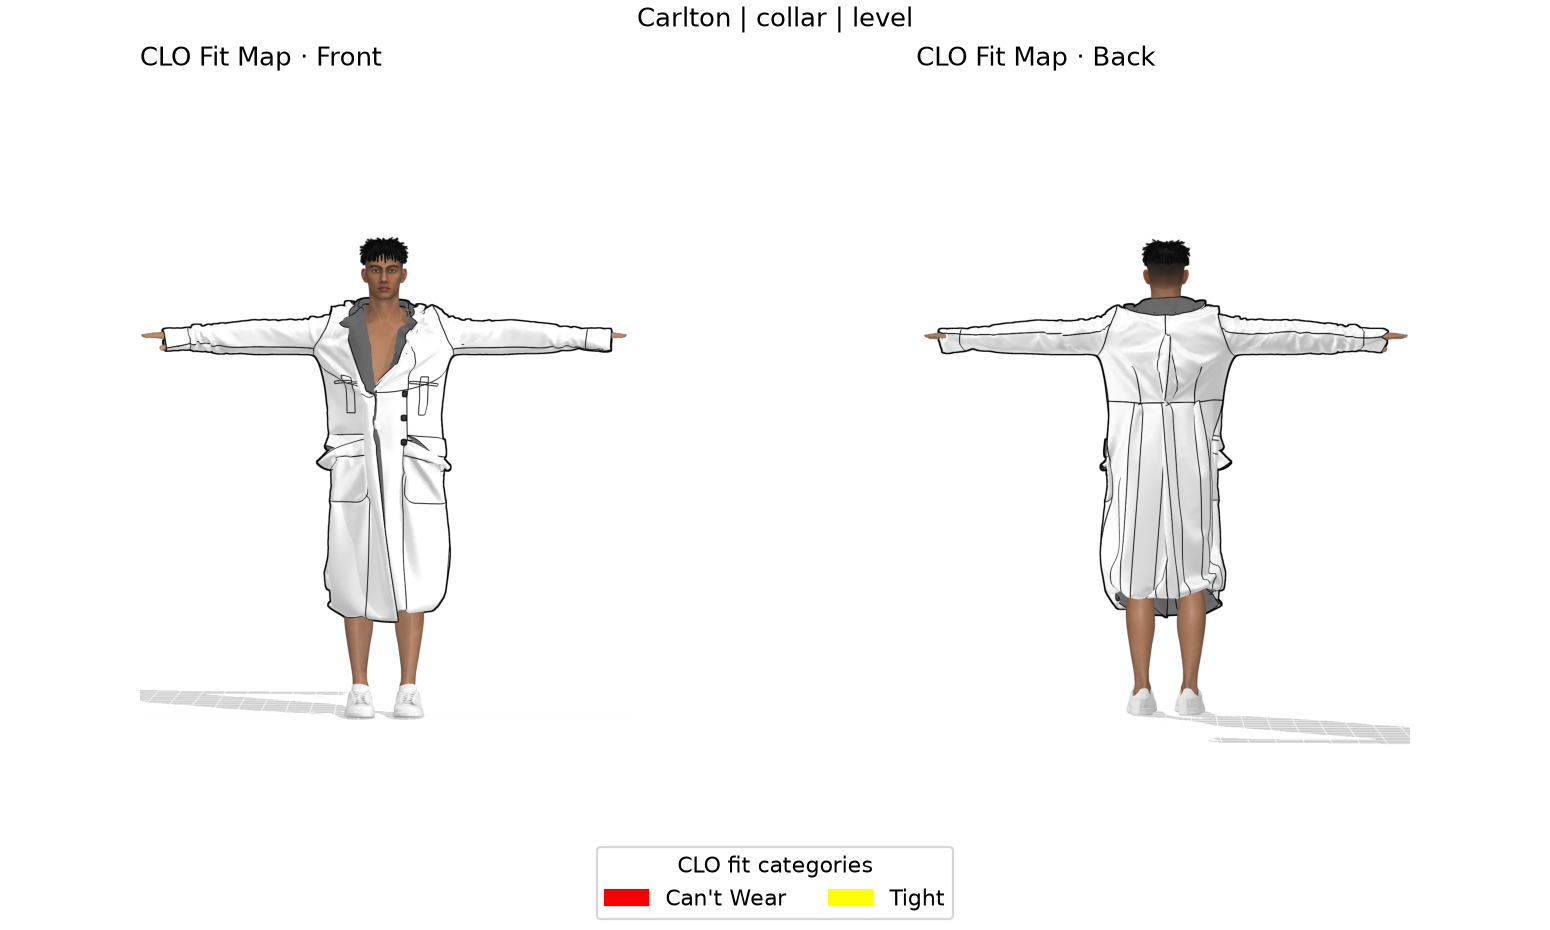 Carlton | collar | level
CLO Fit Map · Front
CLO Fit Map · Back
CLO fit categories
Can't Wear
Tight